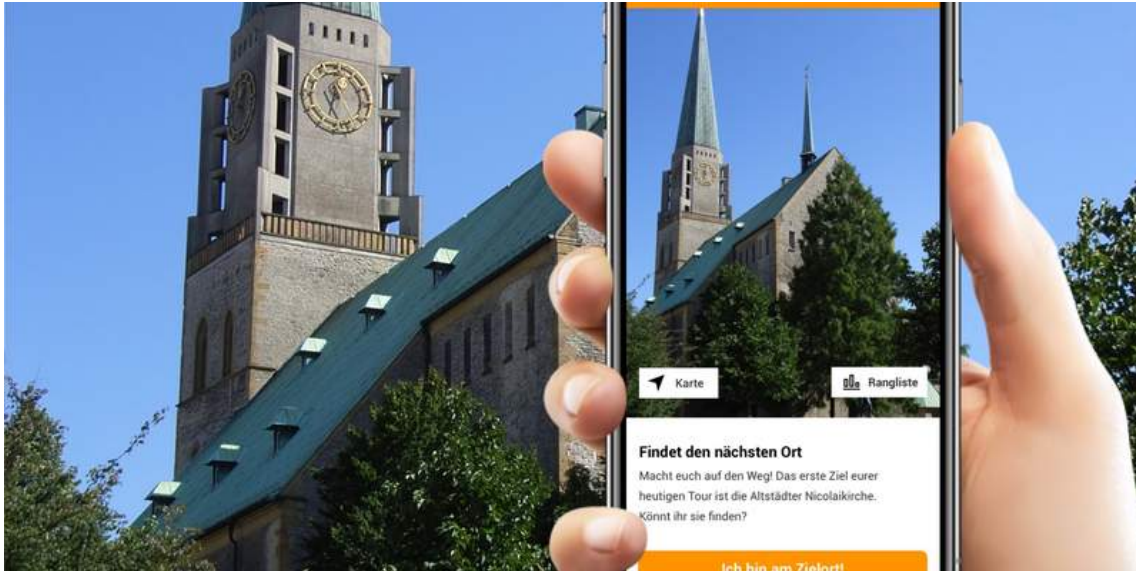 Karte
Rangliste
Findet den nächsten Ort
Macht euch auf den Weg! Das erste Ziel eurer
heutigen Tour ist die Altstädter Nicolaikirche.
Könnt ihr sie finden?
Ich bin am Zielort!